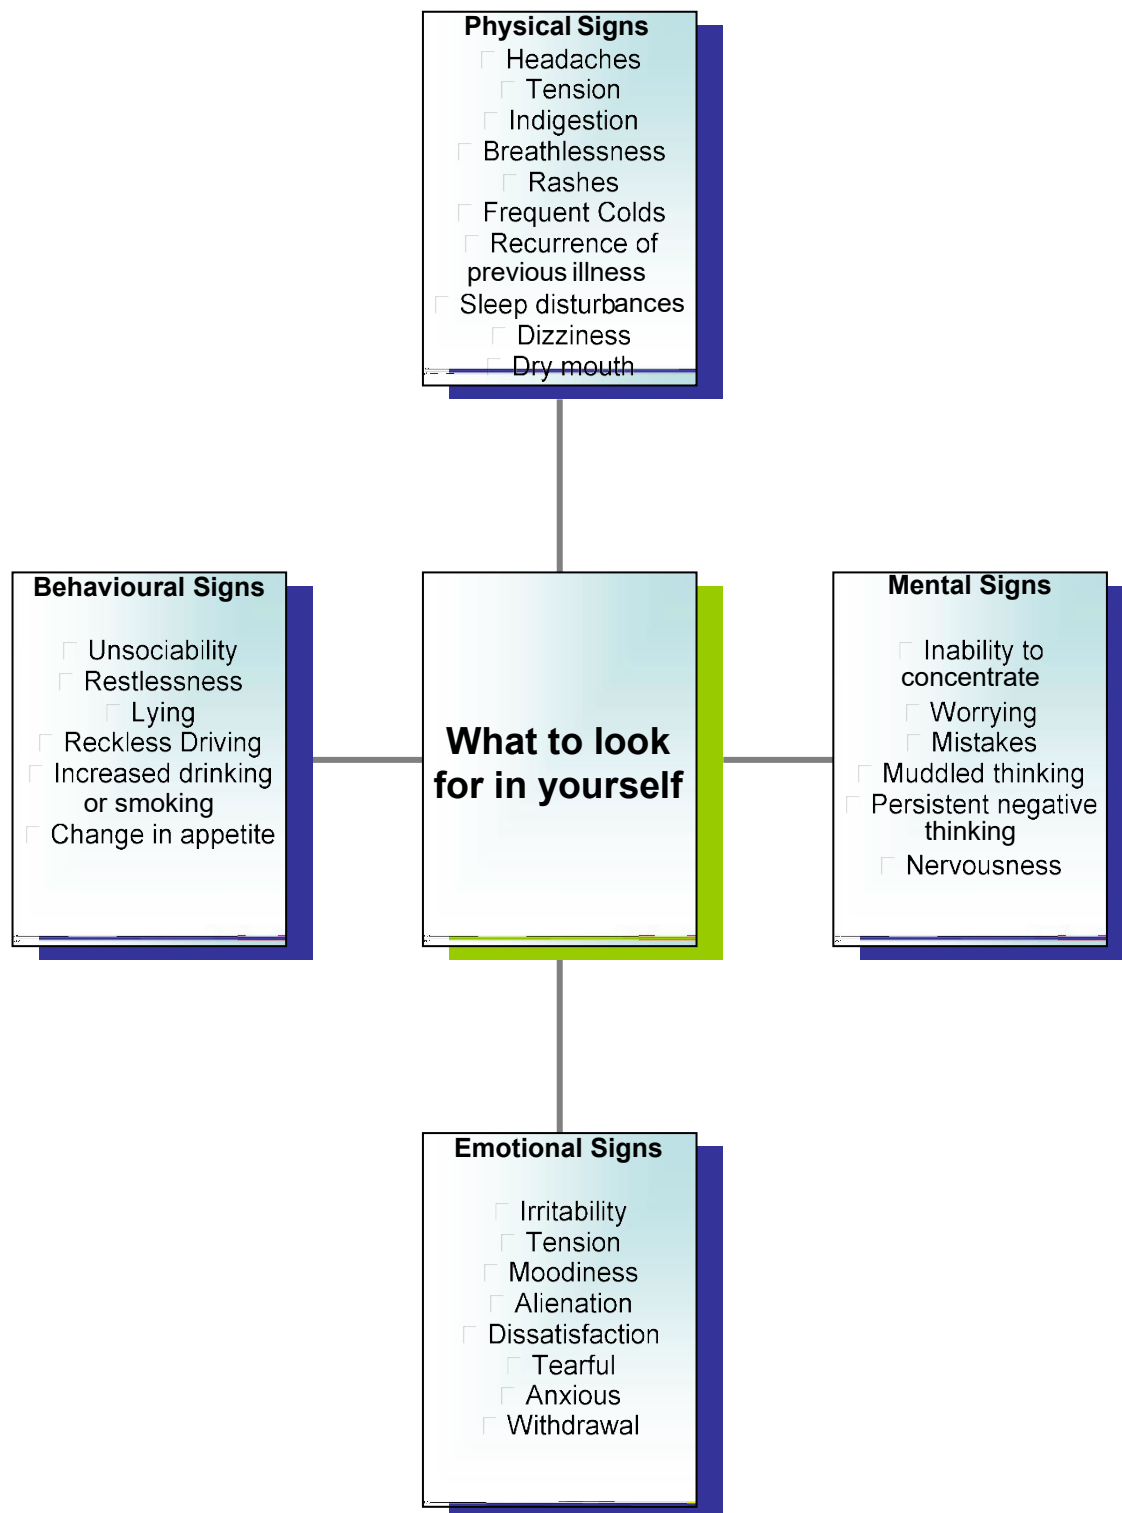 Physical Signs
Headaches
Tension
Indigestion
Breathlessness
Rashes
Frequent Colds
Recurrence of
previous illness
Sleep disturbances
Dizziness
Dry mouth
Behavioural Signs
Unsociability
Restlessness
Lying
Reckless Driving
Increased drinking
or smoking
Change in appetite
What to look
for in yourself
Mental Signs
Inability to
concentrate
Worrying
Mistakes
Muddled thinking
Persistent negative
thinking
Nervousness
Emotional Signs
Irritability
Tension
Moodiness
Alienation
Dissatisfaction
Tearful
Anxious
Withdrawal